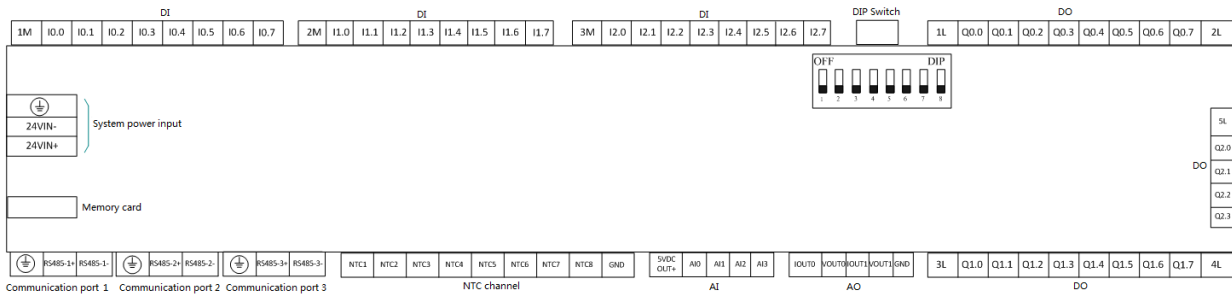 DI DI DI DIP Switch DO
1M I0.0 I0.1 I0.2 I0.3 I0.4 I0.5 I0.6 I0.7 2M I1.0 I1.1 I1.2 I1.3 I1.4 I1.5 I1.6 I1.7 3M I2.0 I2.1 I2.2 I2.3 I2.4 I2.5 I2.6 I2.7 1L Q0.0 Q0.1 Q0.2 Q0.3 Q0.4 Q0.5 Q0.6 Q0.7 2L
OFF DIP
1 2 3 4 5 6 7 8
24VIN-
24VIN+
System power input
Memory card
DO
5L
Q2.0
Q2.1
Q2.2
Q2.3
RS485-1+ RS485-1- RS485-2+ RS485-2- RS485-3+ RS485-3- NTC1 NTC2 NTC3 NTC4 NTC5 NTC6 NTC7 NTC8 GND 5VDC OUT+ AI0 AI1 AI2 AI3 IOUT0 VOUT0 IOUT1 VOUT1 GND 3L Q1.0 Q1.1 Q1.2 Q1.3 Q1.4 Q1.5 Q1.6 Q1.7 4L
Communication port 1 Communication port 2 Communication port 3 NTC channel AI AO DO